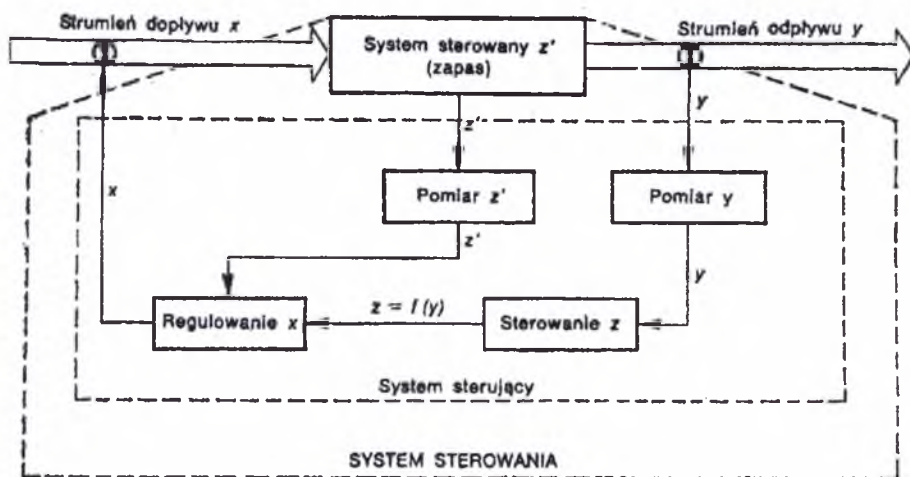 Strumień dopływu x
System sterowany z'
(zapas)
Strumień odpływu y
z'
y
x
Pomiar z'
Pomiar y
z'
y
Regulowanie x
z = f(y)
Sterowanie z
System sterujący
SYSTEM STEROWANIA